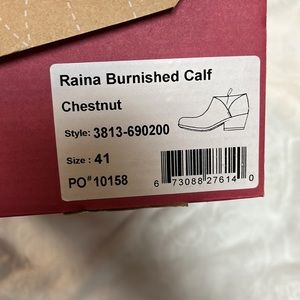 Raina Burnished Calf
Chestnut
Style: 3813-690200
Size : 41
PO# 10158
6 73088 27614 0